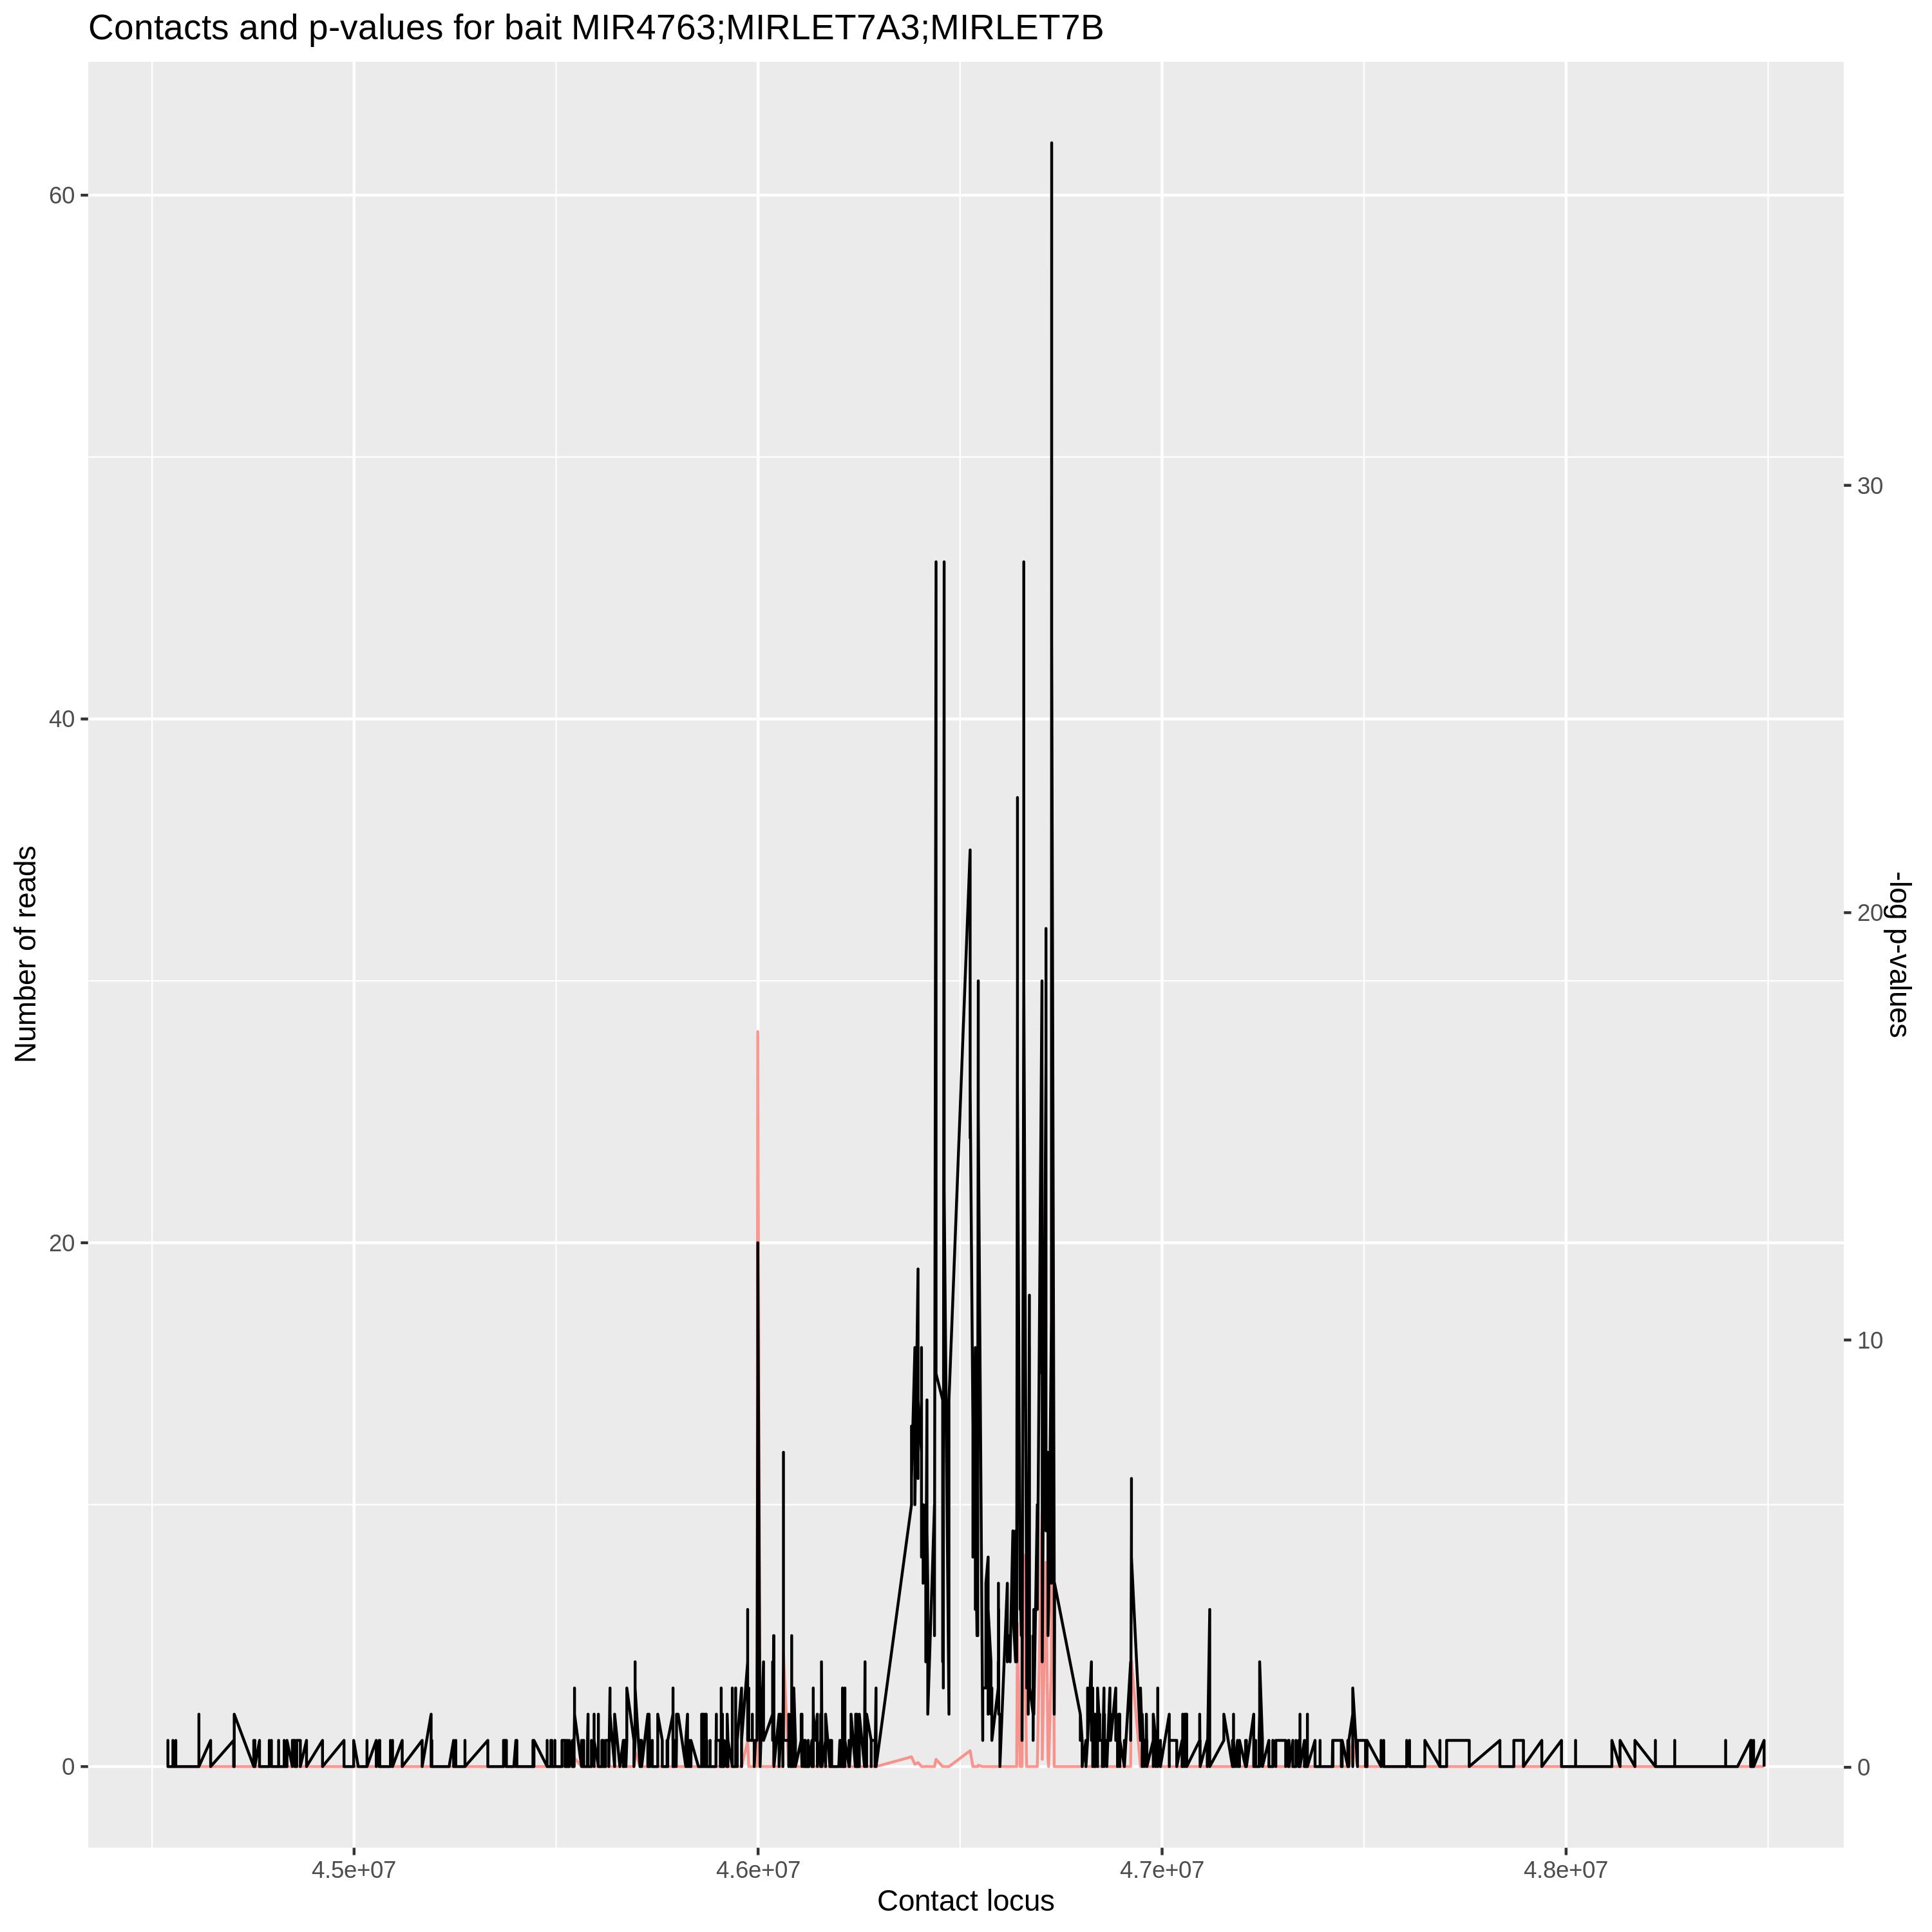 Contacts and p-values for bait MIR4763;MIRLET7A3;MIRLET7B
60
40
20
0
Number of reads
30
20
10
0
-log p-values
4.5e+07
4.6e+07
4.7e+07
4.8e+07
Contact locus